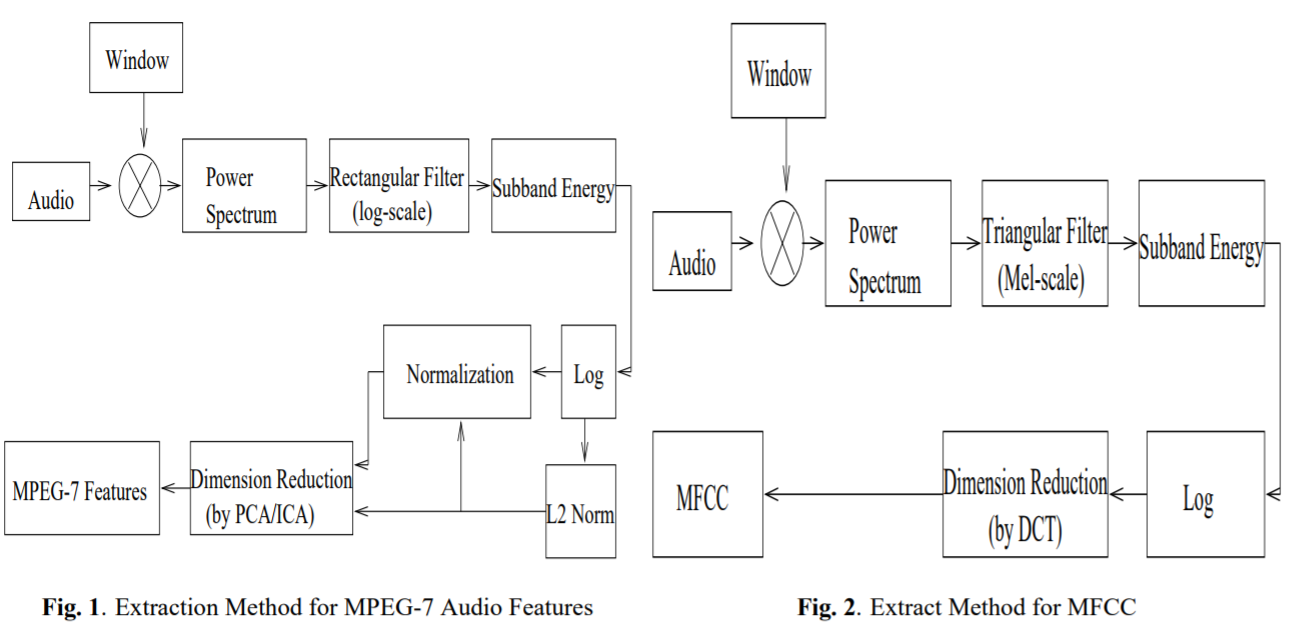 Window
Audio
Power
Spectrum
Rectangular Filter
(log-scale)
Subband Energy
Normalization
Log
MPEG-7 Features
Dimension Reduction
(by PCA/ICA)
L2 Norm
Fig. 1. Extraction Method for MPEG-7 Audio Features
Window
Audio
Power
Spectrum
Triangular Filter
(Mel-scale)
Subband Energy
MFCC
Dimension Reduction
(by DCT)
Log
Fig. 2. Extract Method for MFCC